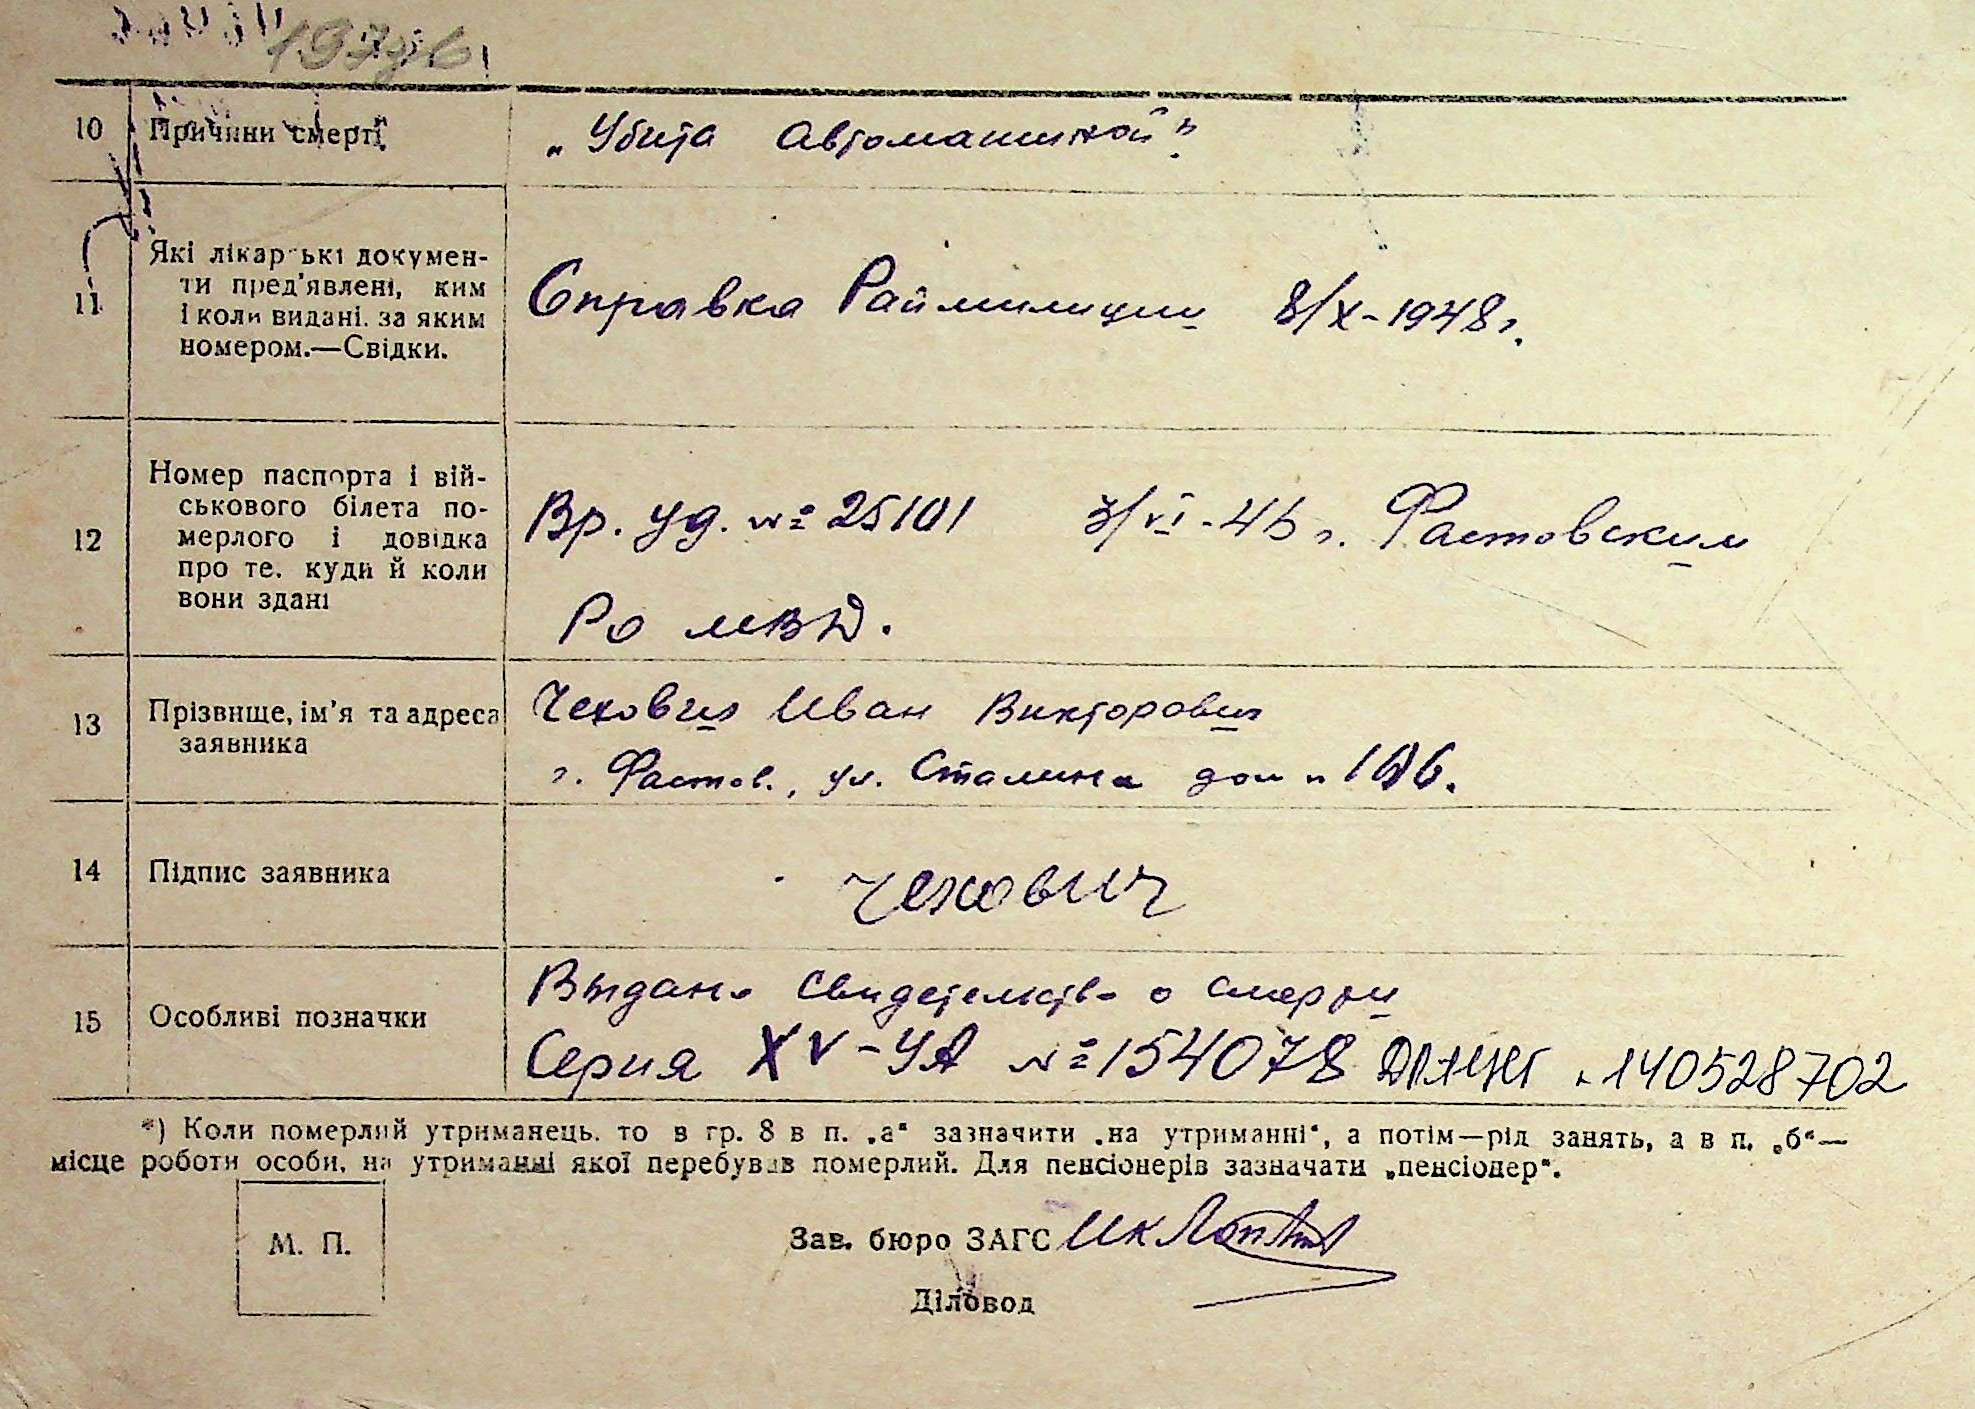 10 Причини смерті „Убита Автомашиной"
11 Які лікарські докумен-
ти пред'явлені, ким
і коли видані. за яким
номером.—Свідки.
Справка Раймилиции 8/X-1948 г.
12 Номер паспорта і вій-
ськового білета по-
мерлого і довідка
про те. куди й коли
вони здані
Вр. уд. № 25101 3/VI-45 г. Фастовским
Ро МВД.
13 Прізвище, ім'я та адреса
заявника
Чехович Иван Викторович
г. Фастов., ул. Сталина дом №
14 Підпис заявника Чехович
15 Особливі позначки
Выдано Свидетельство о смерти
Серия XV-УА № 154078 ДРАЦСГ 140528702
*) Коли померлий утриманець. то в гр. 8 в п. „а" зазначити „на утриманні", а потім—рід занять, а в п. „б"—
місце роботи особи, на утриманні якої перебував померлий. Для пенсіонерів зазначати „пенсіонер".
М. П.
Зав. бюро ЗАГС
Діловод